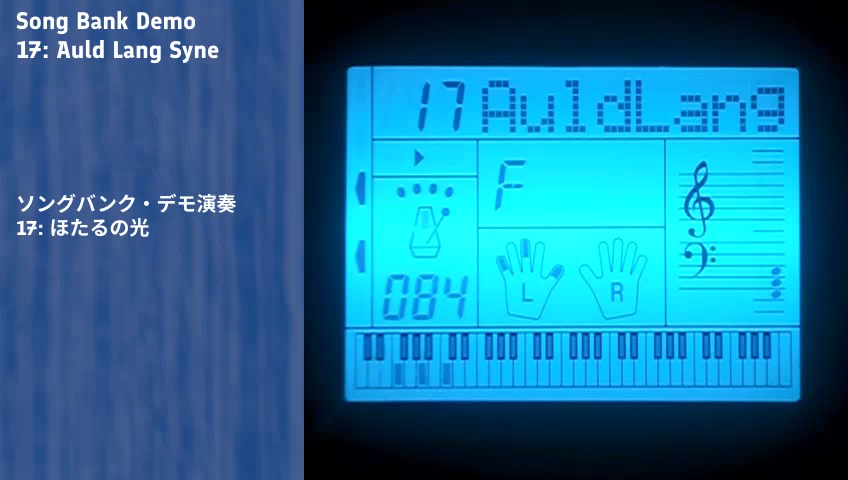 Song Bank Demo
17: Auld Lang Syne
ソングバンク・デモ演奏
17: ほたるの光
17 AuldLang
F
084
L R